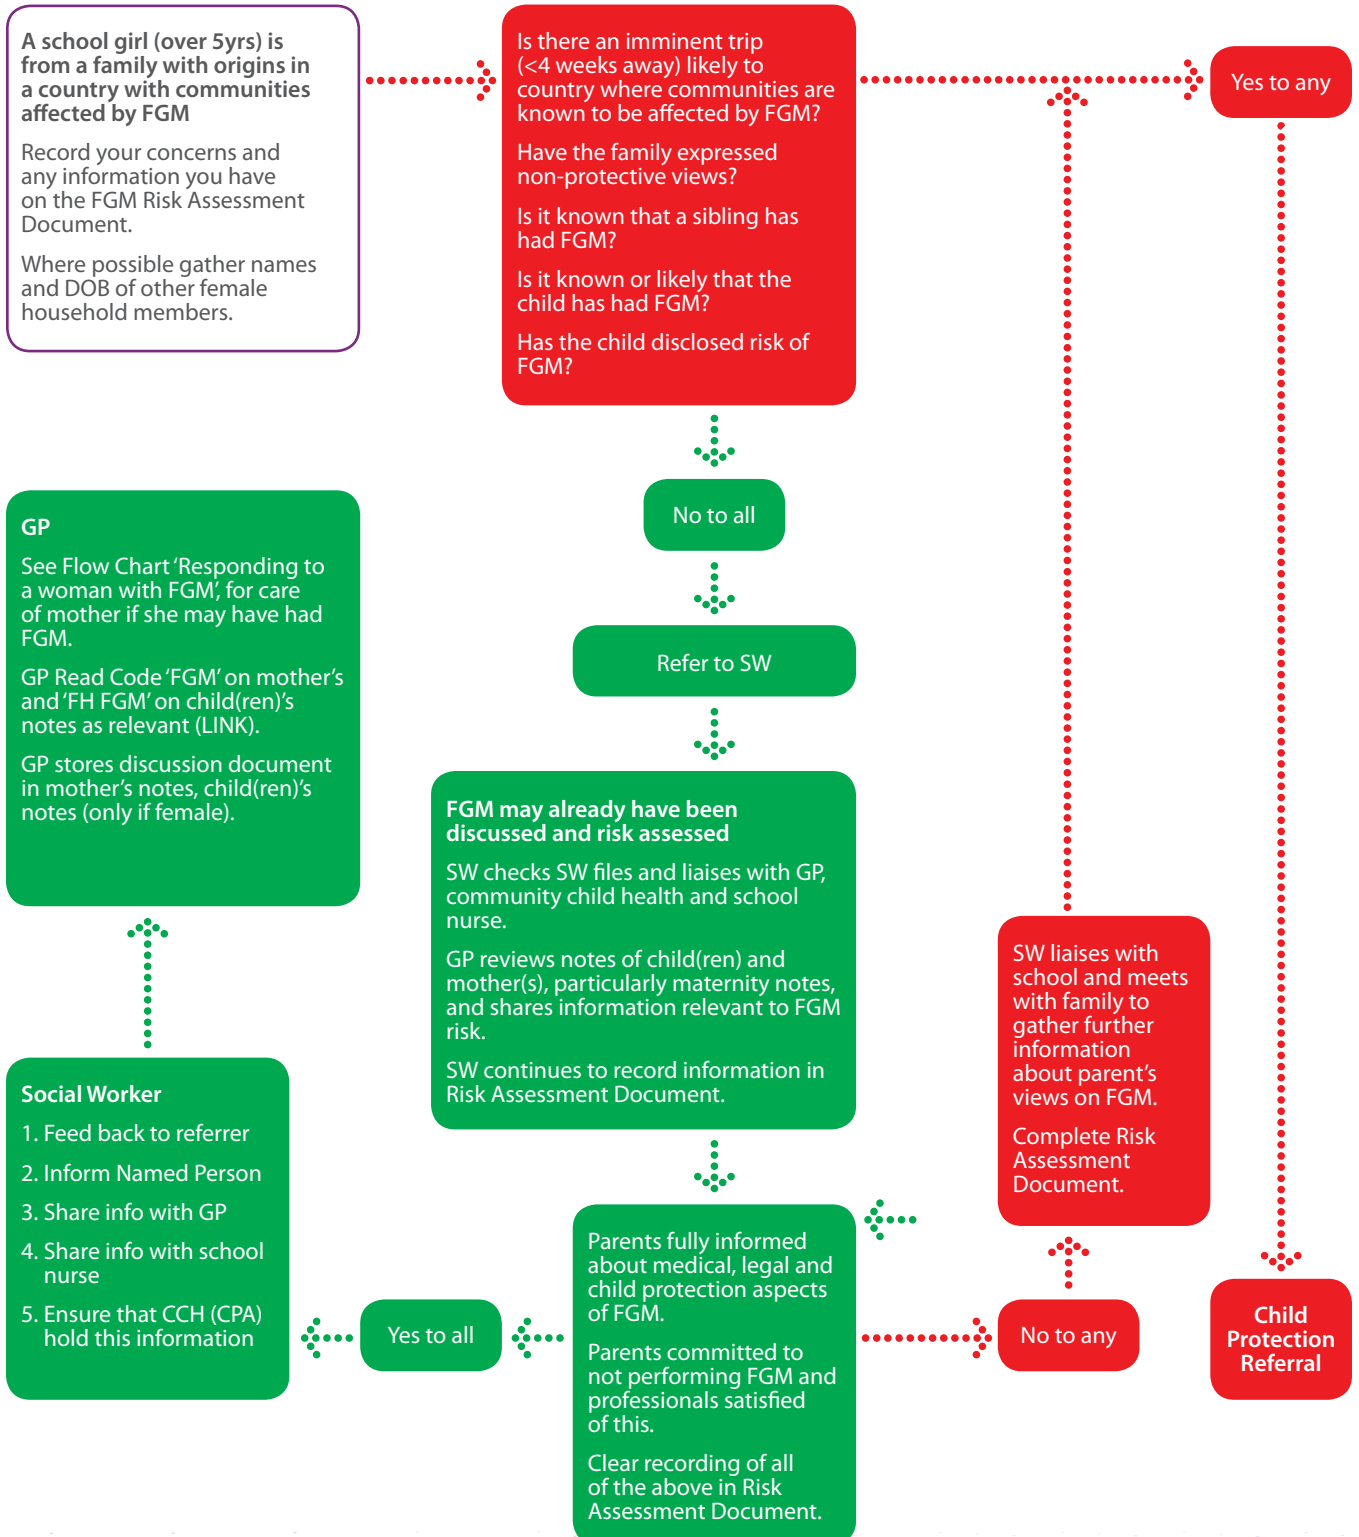 A school girl (over 5yrs) is
from a family with origins in
a country with communities
affected by FGM
Record your concerns and
any information you have
on the FGM Risk Assessment
Document.
Where possible gather names
and DOB of other female
household members.
Is there an imminent trip
(<4 weeks away) likely to
country where communities are
known to be affected by FGM?
Have the family expressed
non-protective views?
Is it known that a sibling has
had FGM?
Is it known or likely that the
child has had FGM?
Has the child disclosed risk of
FGM?
Yes to any
No to all
Refer to SW
FGM may already have been
discussed and risk assessed
SW checks SW files and liaises with GP,
community child health and school
nurse.
GP reviews notes of child(ren) and
mother(s), particularly maternity notes,
and shares information relevant to FGM
risk.
SW continues to record information in
Risk Assessment Document.
Parents fully informed
about medical, legal and
child protection aspects
of FGM.
Parents committed to
not performing FGM and
professionals satisfied
of this.
Clear recording of all
of the above in Risk
Assessment Document.
Yes to all
Social Worker
1. Feed back to referrer
2. Inform Named Person
3. Share info with GP
4. Share info with school
nurse
5. Ensure that CCH (CPA)
hold this information
GP
See Flow Chart ‘Responding to
a woman with FGM’, for care
of mother if she may have had
FGM.
GP Read Code ‘FGM’ on mother’s
and ‘FH FGM’ on child(ren)’s
notes as relevant (LINK).
GP stores discussion document
in mother’s notes, child(ren)’s
notes (only if female).
No to any
SW liaises with
school and meets
with family to
gather further
information
about parent’s
views on FGM.
Complete Risk
Assessment
Document.
Child
Protection
Referral